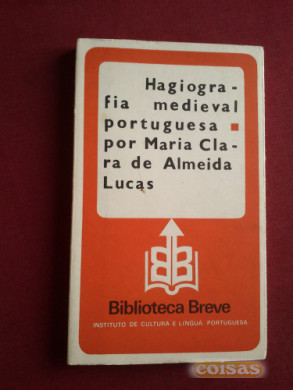 Hagiogra-
fia medieval
portuguesa ▪
por Maria Cla-
ra de Almeida
Lucas
BB
Biblioteca Breve
INSTITUTO DE CULTURA E LÍNGUA PORTUGUESA
coisas